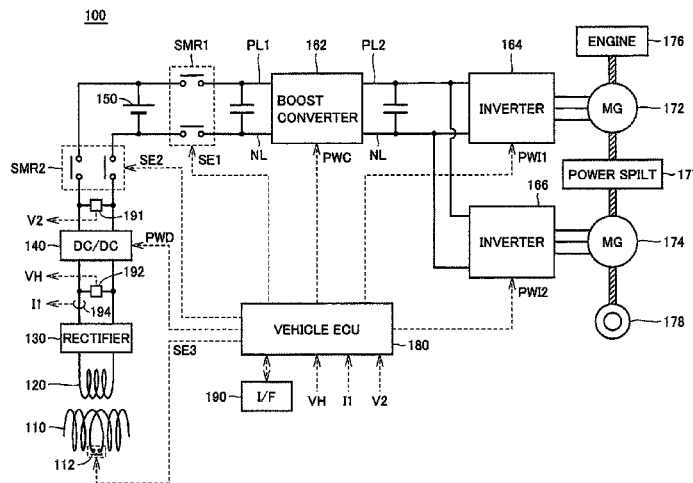 100
SMR1
PL1
162
PL2
164
ENGINE
176
150
BOOST
CONVERTER
INVERTER
MG
172
NL
NL
SMR2
SE2
SE1
PWC
PWI1
POWER SPILT
17
V2
191
166
140
DC/DC
PWD
INVERTER
MG
174
VH
192
I1
194
PWI2
130
RECTIFIER
SE3
VEHICLE ECU
180
178
120
190
I/F
VH
I1
V2
110
112